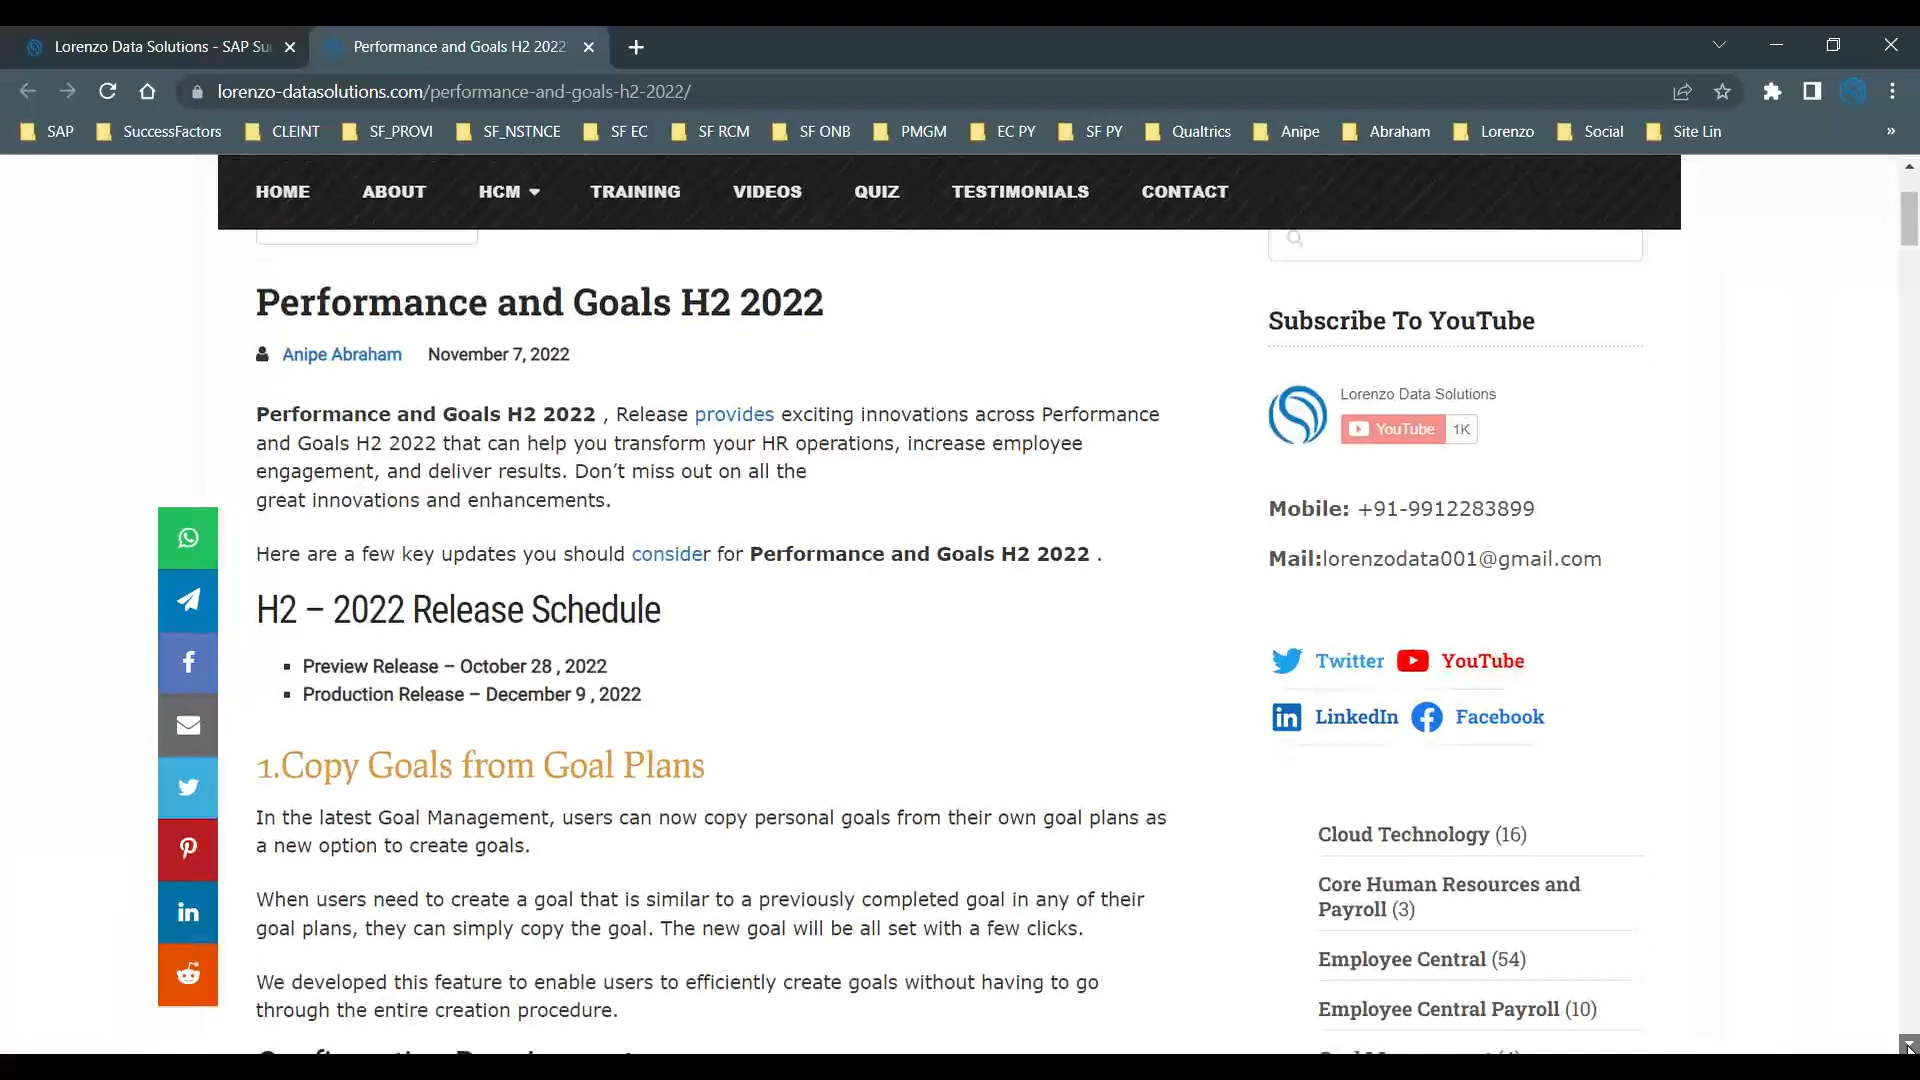 Lorenzo Data Solutions - SAP Su
Performance and Goals H2 2022
lorenzo-datasolutions.com/performance-and-goals-h2-2022/
SAP SuccessFactors CLEINT SF_PROVI SF_NSTNCE SF EC SF RCM SF ONB PMGM EC PY SF PY Qualtrics Anipe Abraham Lorenzo Social Site Lin »
HOME ABOUT HCM TRAINING VIDEOS QUIZ TESTIMONIALS CONTACT
Performance and Goals H2 2022
Anipe Abraham November 7, 2022
Performance and Goals H2 2022 , Release provides exciting innovations across Performance
and Goals H2 2022 that can help you transform your HR operations, increase employee
engagement, and deliver results. Don’t miss out on all the
great innovations and enhancements.
Here are a few key updates you should consider for Performance and Goals H2 2022 .
H2 – 2022 Release Schedule
▪ Preview Release – October 28 , 2022
▪ Production Release – December 9 , 2022
1.Copy Goals from Goal Plans
In the latest Goal Management, users can now copy personal goals from their own goal plans as
a new option to create goals.
When users need to create a goal that is similar to a previously completed goal in any of their
goal plans, they can simply copy the goal. The new goal will be all set with a few clicks.
We developed this feature to enable users to efficiently create goals without having to go
through the entire creation procedure.
Subscribe To YouTube
Lorenzo Data Solutions
YouTube 1K
Mobile: +91-9912283899
Mail:lorenzodata001@gmail.com
Twitter YouTube
LinkedIn Facebook
Cloud Technology (16)
Core Human Resources and
Payroll (3)
Employee Central (54)
Employee Central Payroll (10)